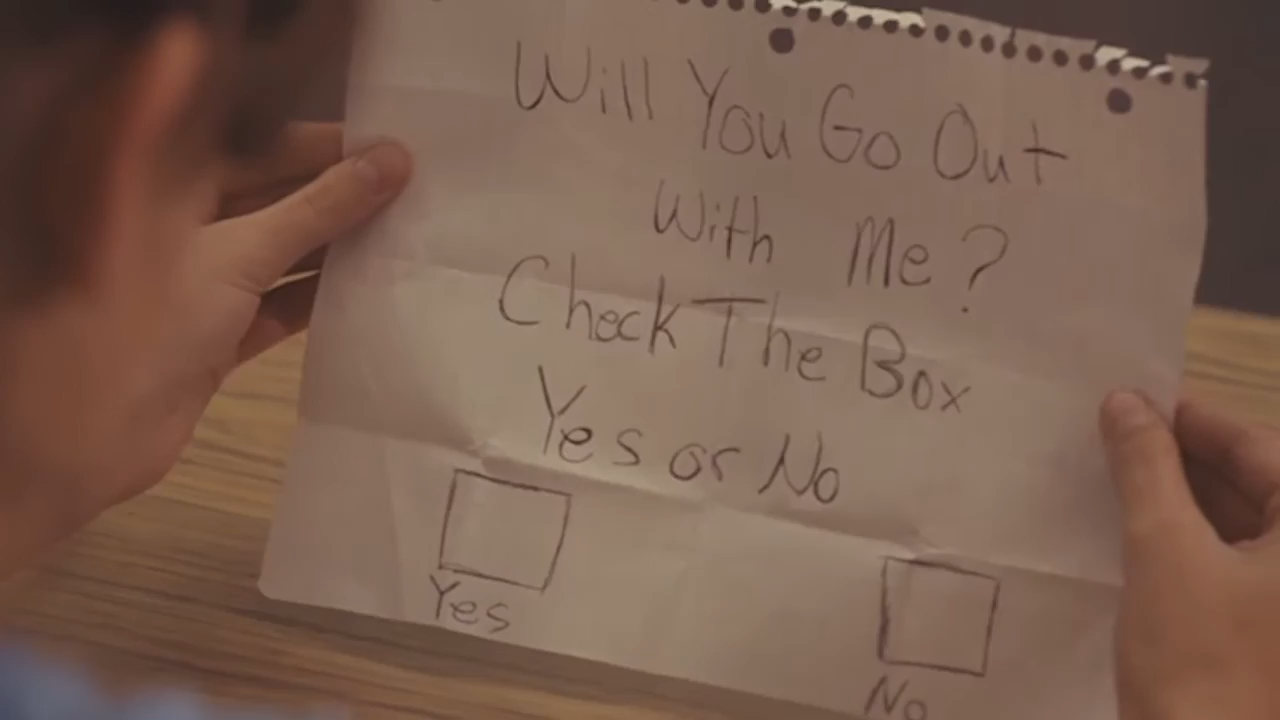 Will You Go Out
With Me?
Check The Box
Yes or No
Yes
No